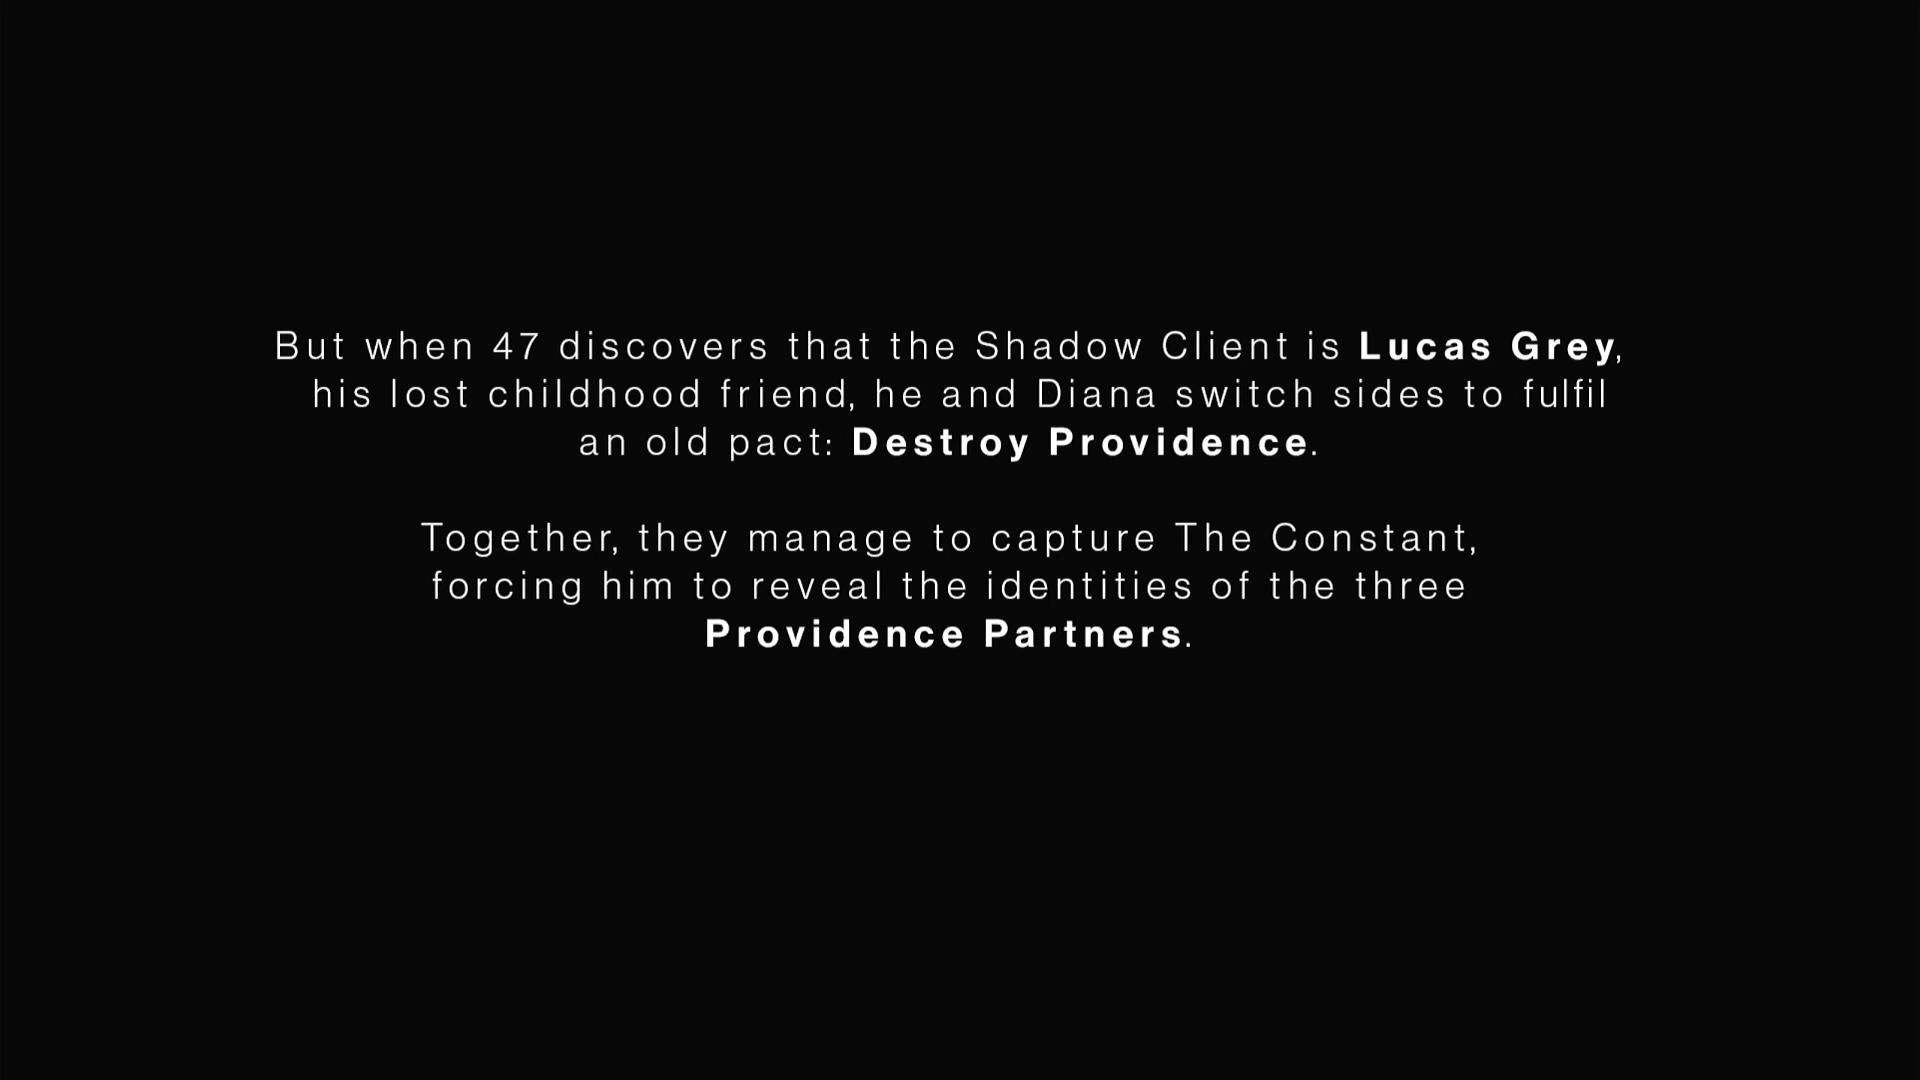 But when 47 discovers that the Shadow Client is Lucas Grey,
his lost childhood friend, he and Diana switch sides to fulfil
an old pact: Destroy Providence.
Together, they manage to capture The Constant,
forcing him to reveal the identities of the three
Providence Partners.